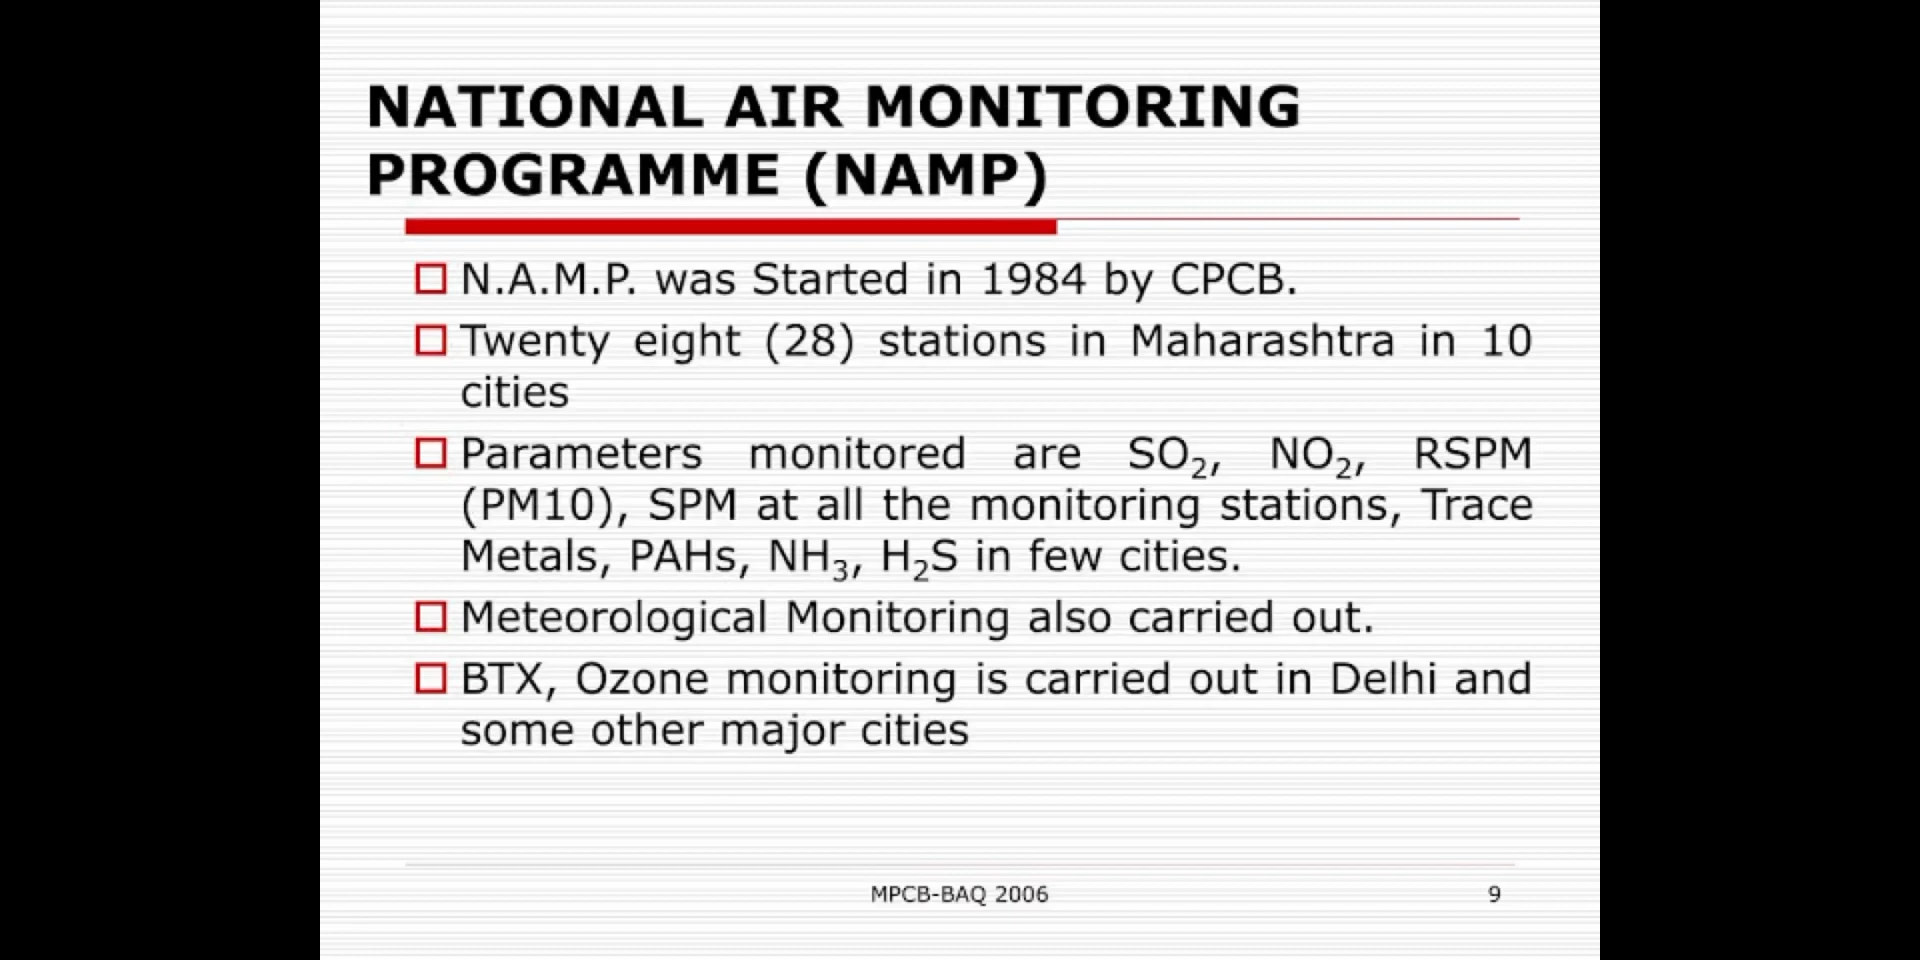 NATIONAL AIR MONITORING
PROGRAMME (NAMP)
N.A.M.P. was Started in 1984 by CPCB.
Twenty eight (28) stations in Maharashtra in 10
cities
Parameters monitored are SO₂, NO₂, RSPM
(PM10), SPM at all the monitoring stations, Trace
Metals, PAHs, NH₃, H₂S in few cities.
Meteorological Monitoring also carried out.
BTX, Ozone monitoring is carried out in Delhi and
some other major cities
MPCB-BAQ 2006
9